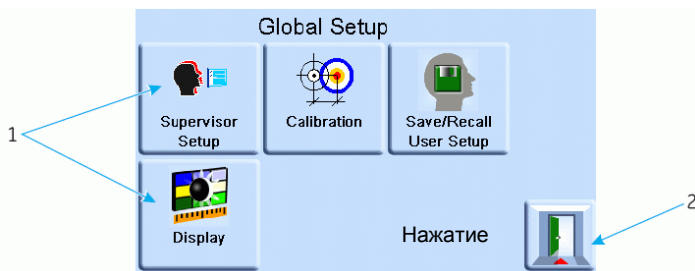 Global Setup
1
Supervisor
Setup
Calibration
Save/Recall
User Setup
2
Display
Нажатие